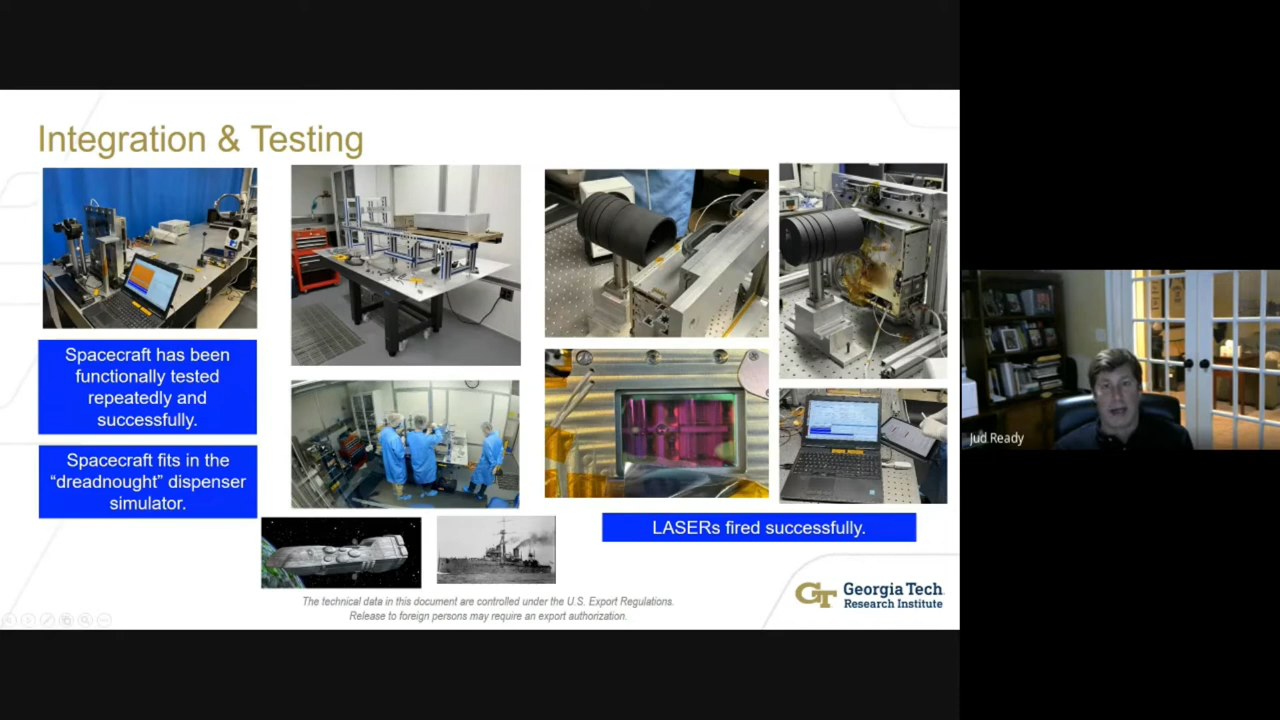 Integration & Testing
Spacecraft has been
functionally tested
repeatedly and
successfully.
Spacecraft fits in the
“dreadnought” dispenser
simulator.
LASERs fired successfully.
The technical data in this document are controlled under the U.S. Export Regulations.
Release to foreign persons may require an export authorization.
GT Georgia Tech
Research Institute
Jud Ready